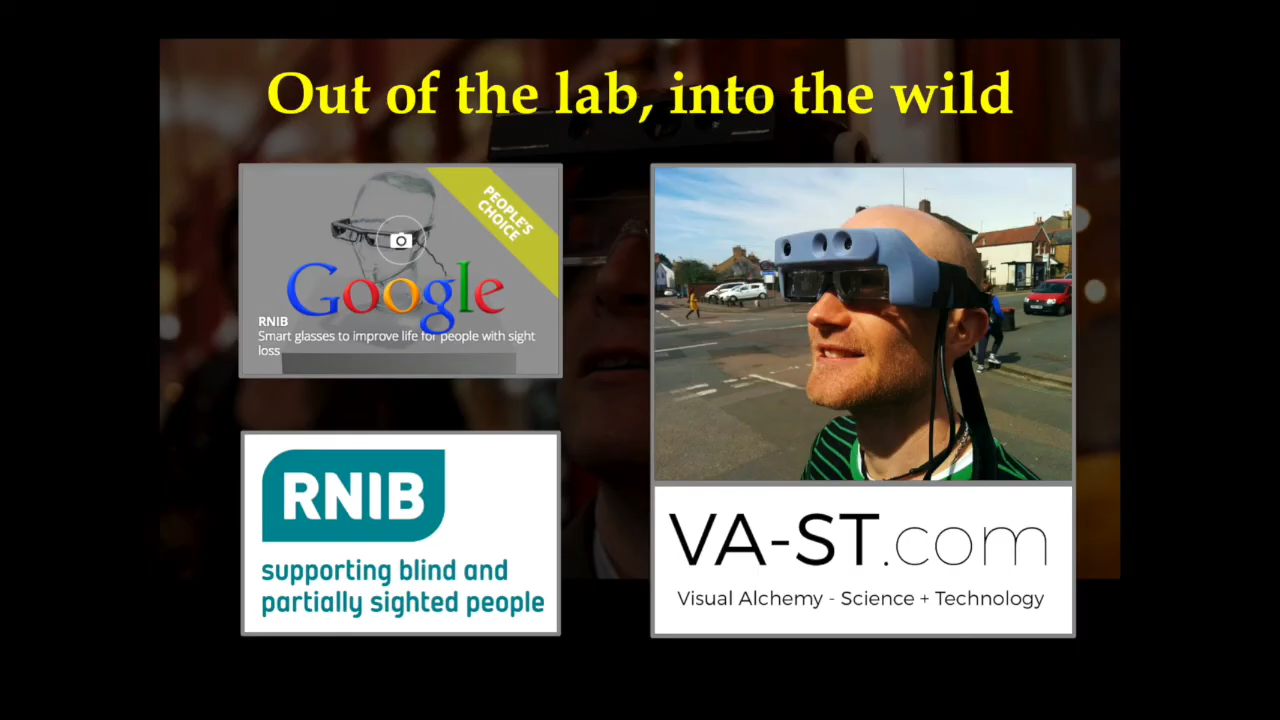 Out of the lab, into the wild
PEOPLE'S
CHOICE
Google
RNIB
Smart glasses to improve life for people with sight
loss
RNIB
supporting blind and
partially sighted people
VA-ST.com
Visual Alchemy - Science + Technology